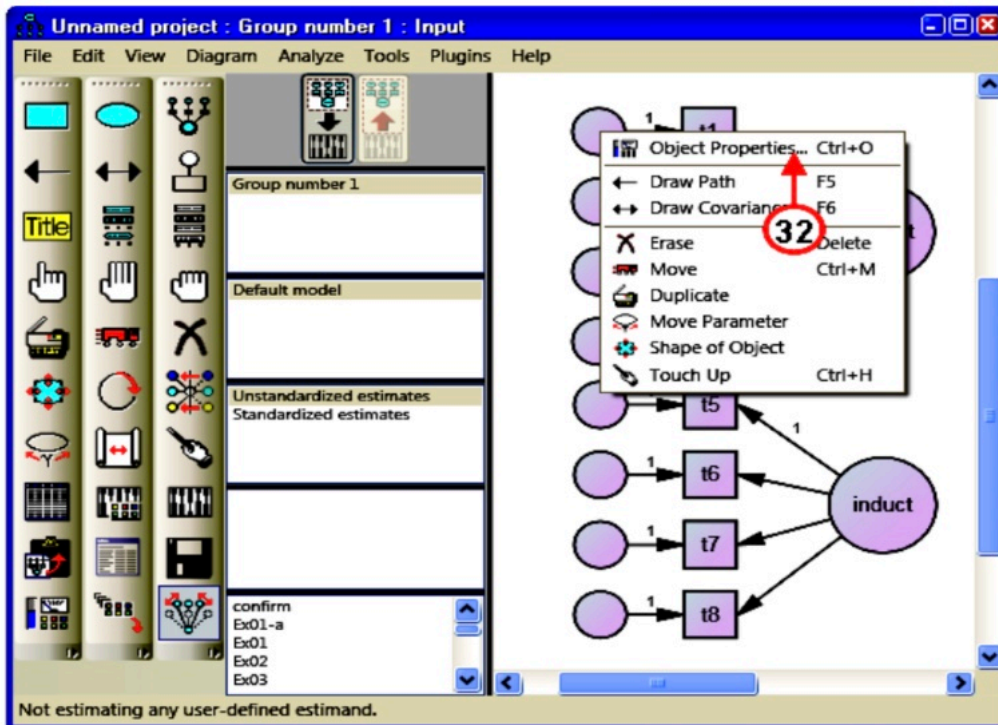 Unnamed project : Group number 1 : Input
File Edit View Diagram Analyze Tools Plugins Help
Title
Group number 1
Default model
Unstandardized estimates
Standardized estimates
confirm
Ex01-a
Ex01
Ex02
Ex03
1 t1
Object Properties... Ctrl+O
Draw Path F5
Draw Covariance F6
32
Erase Delete
Move Ctrl+M
Duplicate
Move Parameter
Shape of Object
Touch Up Ctrl+H
t
1 t5 1
1 t6
induct
1 t7
1 t8
Not estimating any user-defined estimand.